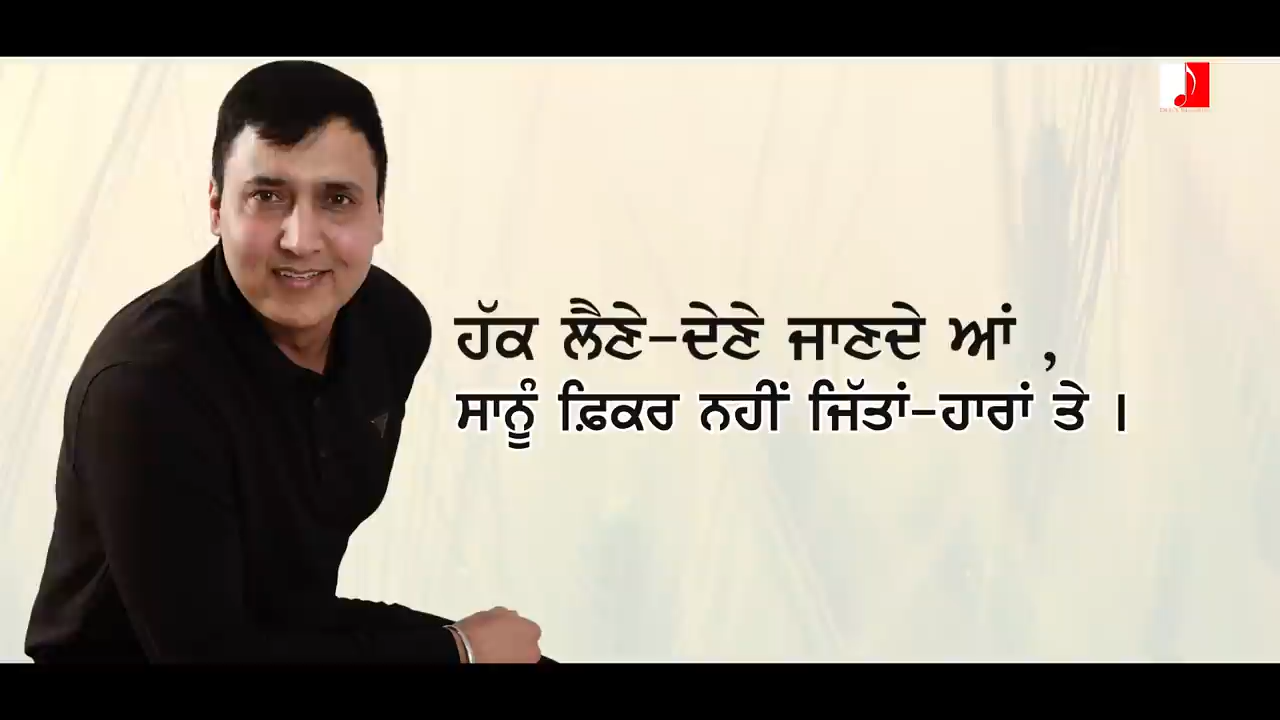 ਹੱਕ ਲੈਣੇ-ਦੇਣੇ ਜਾਣਦੇ ਆਂ ,
ਸਾਨੂੰ ਫ਼ਿਕਰ ਨਹੀਂ ਜਿੱਤਾਂ-ਹਾਰਾਂ ਤੇ ।